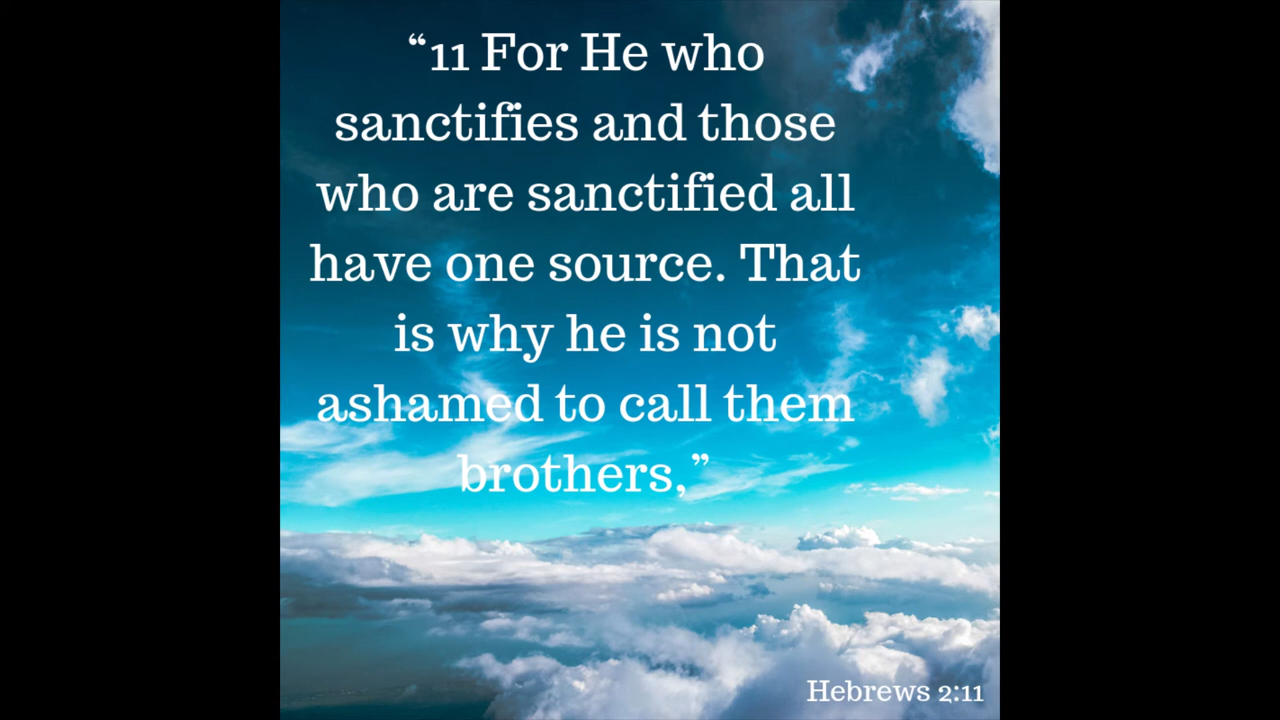 “11 For He who
sanctifies and those
who are sanctified all
have one source. That
is why he is not
ashamed to call them
brothers,”
Hebrews 2:11